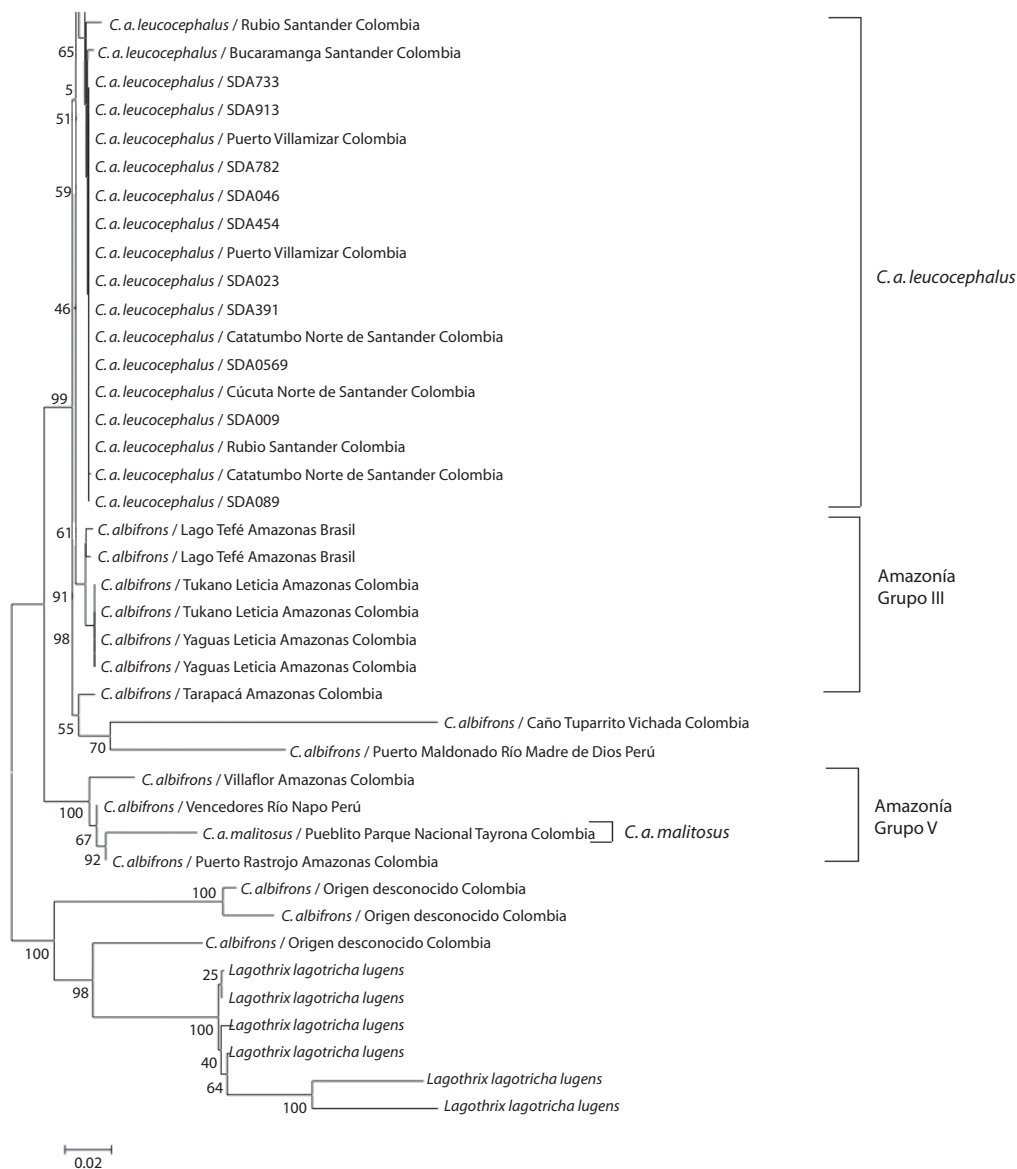 C. a. leucocephalus / Rubio Santander Colombia
65
C. a. leucocephalus / Bucaramanga Santander Colombia
C. a. leucocephalus / SDA733
5
C. a. leucocephalus / SDA913
51
C. a. leucocephalus / Puerto Villamizar Colombia
C. a. leucocephalus / SDA782
59
C. a. leucocephalus / SDA046
C. a. leucocephalus / SDA454
C. a. leucocephalus / Puerto Villamizar Colombia
C. a. leucocephalus
C. a. leucocephalus / SDA023
46
C. a. leucocephalus / SDA391
C. a. leucocephalus / Catatumbo Norte de Santander Colombia
C. a. leucocephalus / SDA0569
C. a. leucocephalus / Cúcuta Norte de Santander Colombia
99
C. a. leucocephalus / SDA009
C. a. leucocephalus / Rubio Santander Colombia
C. a. leucocephalus / Catatumbo Norte de Santander Colombia
C. a. leucocephalus / SDA089
61
C. albifrons / Lago Tefé Amazonas Brasil
C. albifrons / Lago Tefé Amazonas Brasil
C. albifrons / Tukano Leticia Amazonas Colombia
Amazonía
Grupo III
91
C. albifrons / Tukano Leticia Amazonas Colombia
98
C. albifrons / Yaguas Leticia Amazonas Colombia
C. albifrons / Yaguas Leticia Amazonas Colombia
C. albifrons / Tarapacá Amazonas Colombia
55
C. albifrons / Caño Tuparrito Vichada Colombia
70
C. albifrons / Puerto Maldonado Río Madre de Dios Perú
C. albifrons / Villaflor Amazonas Colombia
100
C. albifrons / Vencedores Río Napo Perú
Amazonía
Grupo V
67
C. a. malitosus / Pueblito Parque Nacional Tayrona Colombia
C. a. malitosus
92
C. albifrons / Puerto Rastrojo Amazonas Colombia
100
C. albifrons / Origen desconocido Colombia
C. albifrons / Origen desconocido Colombia
100
C. albifrons / Origen desconocido Colombia
25
Lagothrix lagotricha lugens
98
Lagothrix lagotricha lugens
100
Lagothrix lagotricha lugens
40
Lagothrix lagotricha lugens
64
Lagothrix lagotricha lugens
100
Lagothrix lagotricha lugens
0.02